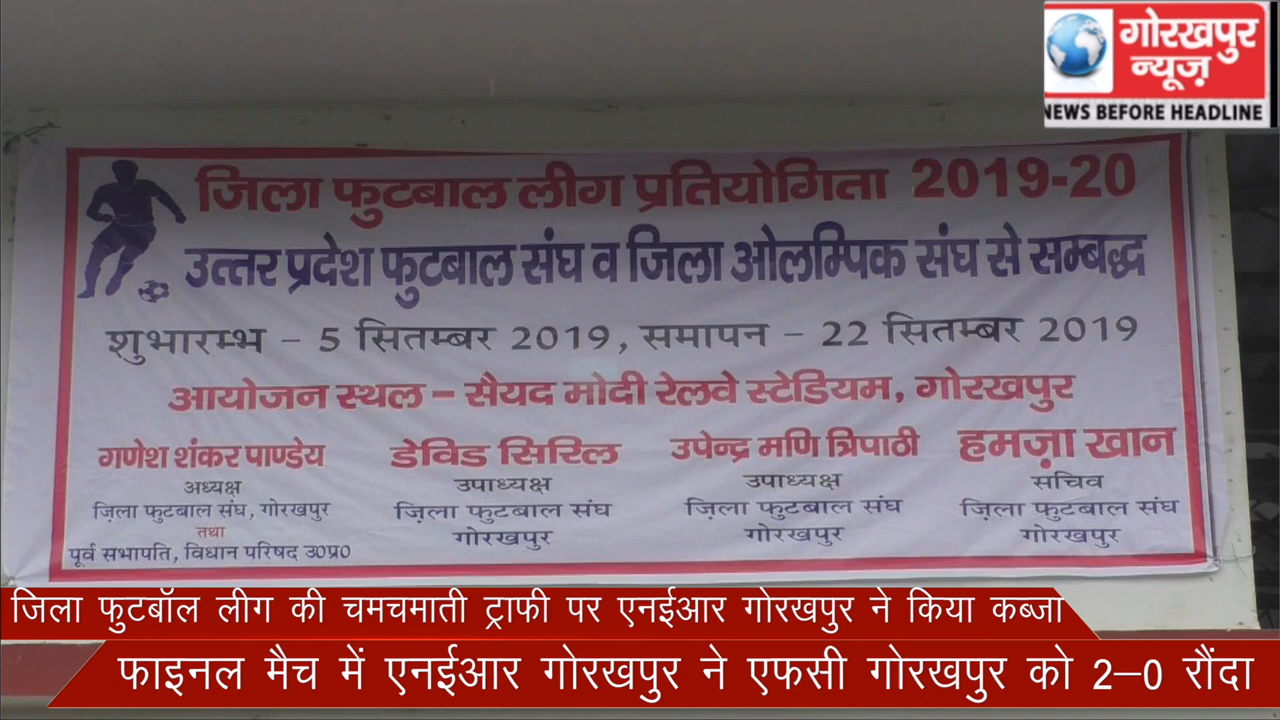 गोरखपुर
न्यूज़
NEWS BEFORE HEADLINE
जिला फुटबाल लीग प्रतियोगिता 2019-20
उत्तर प्रदेश फुटबाल संघ व जिला ओलम्पिक संघ से सम्बद्ध
शुभारम्भ - 5 सितम्बर 2019, समापन - 22 सितम्बर 2019
आयोजन स्थल - सैयद मोदी रेलवे स्टेडियम, गोरखपुर
गणेश शंकर पाण्डेय
अध्यक्ष
ज़िला फुटबाल संघ, गोरखपुर
तथा
पूर्व सभापति, विधान परिषद उ०प्र०
डेविड सिरिल
उपाध्यक्ष
ज़िला फुटबाल संघ
गोरखपुर
उपेन्द्र मणि त्रिपाठी
उपाध्यक्ष
ज़िला फुटबाल संघ
गोरखपुर
हमज़ा खान
सचिव
ज़िला फुटबाल संघ
गोरखपुर
जिला फुटबॉल लीग की चमचमाती ट्राफी पर एनईआर गोरखपुर ने किया कब्जा
फाइनल मैच में एनईआर गोरखपुर ने एफसी गोरखपुर को 2-0 रौंदा